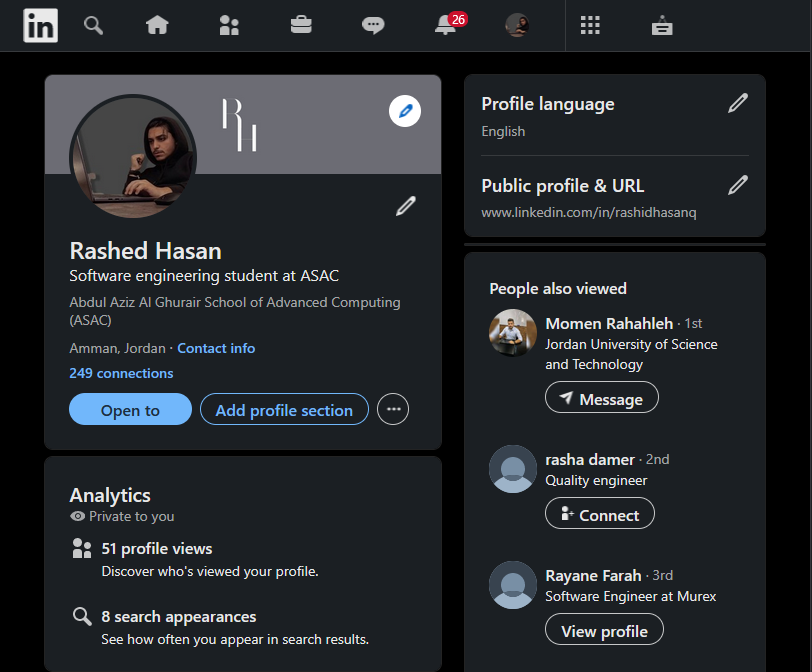 in
26
RH
Rashed Hasan
Software engineering student at ASAC
Abdul Aziz Al Ghurair School of Advanced Computing
(ASAC)
Amman, Jordan · Contact info
249 connections
Open to
Add profile section
Analytics
Private to you
51 profile views
Discover who's viewed your profile.
8 search appearances
See how often you appear in search results.
Profile language
English
Public profile & URL
www.linkedin.com/in/rashidhasanq
People also viewed
Momen Rahahleh · 1st
Jordan University of Science
and Technology
Message
rasha damer · 2nd
Quality engineer
Connect
Rayane Farah · 3rd
Software Engineer at Murex
View profile